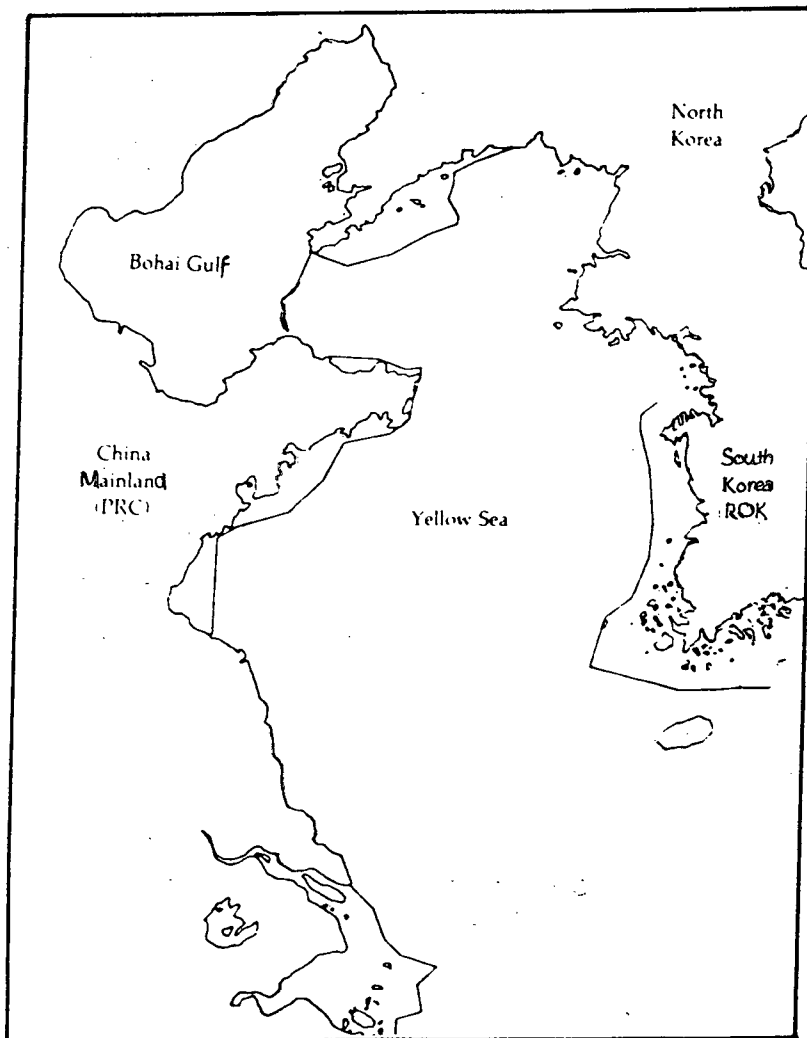 North
Korea
Bohai Gulf
China
Mainland
(PRC)
Yellow Sea
South
Korea
ROK